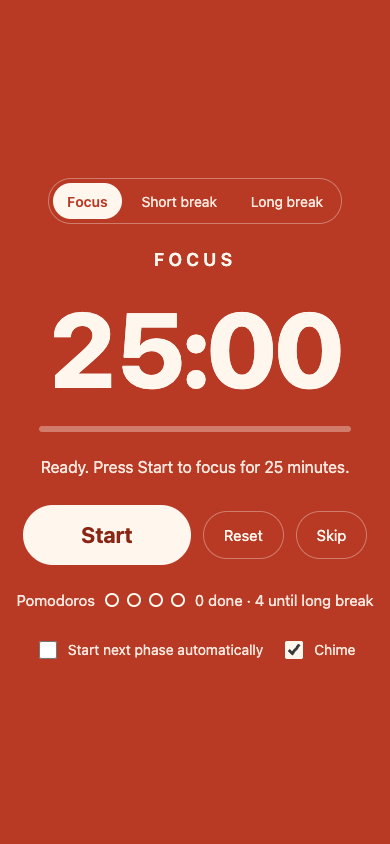 Focus Short break Long break
FOCUS
25:00
Ready. Press Start to focus for 25 minutes.
Start Reset Skip
Pomodoros 0 done · 4 until long break
Start next phase automatically Chime